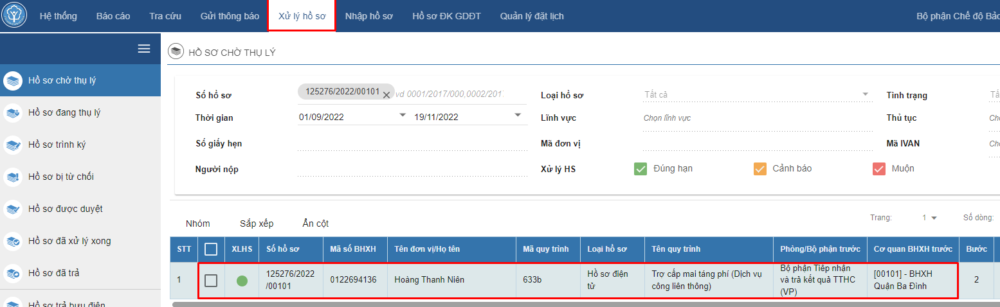 Hệ thống Báo cáo Tra cứu Gửi thông báo Xử lý hồ sơ Nhập hồ sơ Hồ sơ ĐK GDĐT Quản lý đặt lịch Bộ phận Chế độ Bảo
HỒ SƠ CHỜ THỤ LÝ
Hồ sơ chờ thụ lý
Hồ sơ đang thụ lý
Hồ sơ trình ký
Hồ sơ bị từ chối
Hồ sơ được duyệt
Hồ sơ đã xử lý xong
Hồ sơ đã trả
Hồ sơ trả bưu điện
Số hồ sơ 125276/2022/00101 vd 0001/2017/000,0002/201 Loại hồ sơ Tất cả Tình trạng Tấ
Thời gian 01/09/2022 19/11/2022 Lĩnh vực Chọn lĩnh vực Thủ tục Chọ
Số giấy hẹn Mã đơn vị Mã IVAN Chọ
Người nộp Xử lý HS Đúng hạn Cảnh báo Muộn
Trang: 1 Số dòng:
Nhóm Sắp xếp Ẩn cột
STT XLHS Số hồ sơ Mã số BHXH Tên đơn vị/Họ tên Mã quy trình Loại hồ sơ Tên quy trình Phòng/Bộ phận trước Cơ quan BHXH trước Bước
1 125276/2022
/00101 0122694136 Hoàng Thanh Niên 633b Hồ sơ điện
tử Trợ cấp mai táng phí (Dịch vụ
công liên thông) Bộ phận Tiếp nhận
và trả kết quả TTHC
(VP) [00101] - BHXH
Quận Ba Đình 2